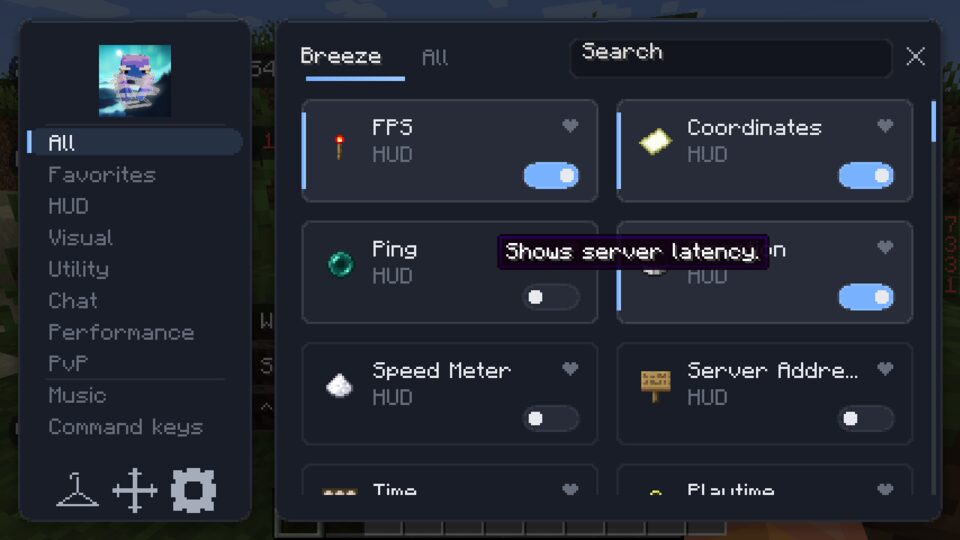 All
Favorites
HUD
Visual
Utility
Chat
Performance
PvP
Music
Command keys
Breeze
All
Search
FPS
HUD
Coordinates
HUD
Ping
HUD
Shows server latency.
HUD
Speed Meter
HUD
Server Addre...
HUD
Time
Playtime